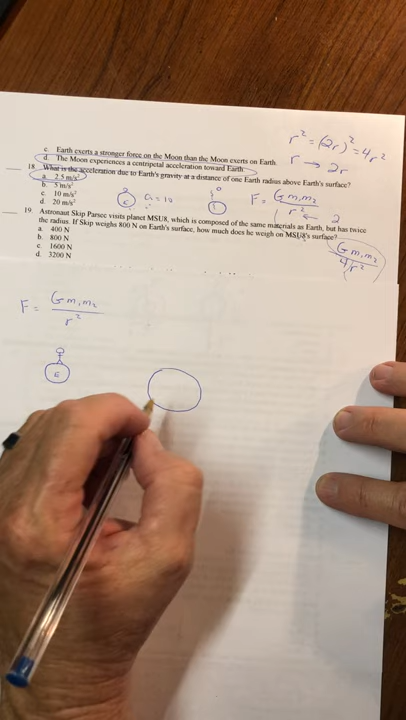 c. Earth exerts a stronger force on the Moon than the Moon exerts on Earth.
d. The Moon experiences a centripetal acceleration toward Earth.
18. What is the acceleration due to Earth's gravity at a distance of one Earth radius above Earth's surface?
a. 2.5 m/s²
b. 5 m/s²
c. 10 m/s²
d. 20 m/s²
r² = (2r)² = 4r²
r → 2r
E a = 10
F = Gm₁m₂ / r² ← 2
19. Astronaut Skip Parsec visits planet MSU8, which is composed of the same materials as Earth, but has twice
the radius. If Skip weighs 800 N on Earth's surface, how much does he weigh on MSU8's surface?
a. 400 N
b. 800 N
c. 1600 N
d. 3200 N
Gm₁m₂ / 4r²
F = Gm₁m₂ / r²
E